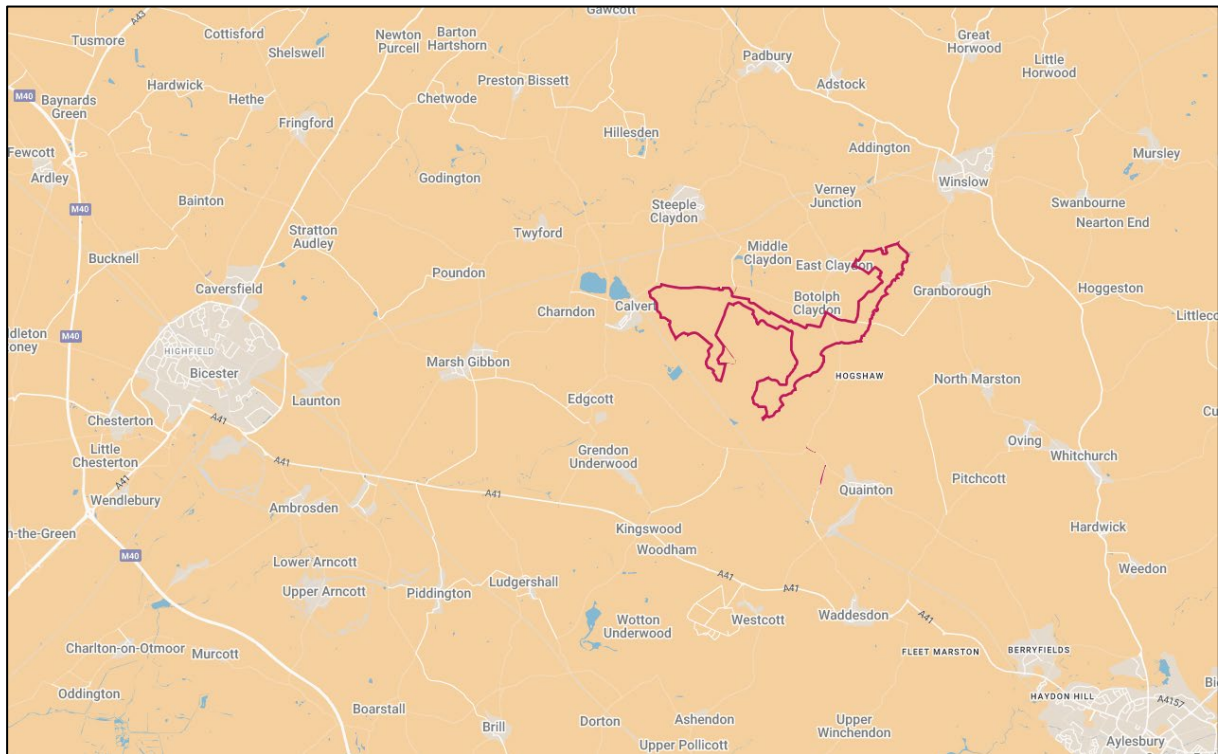 Gawcott
A43
Tusmore
Cottisford
Shelswell
Newton
Purcell
Barton
Hartshorn
Great
Horwood
Padbury
Little
Horwood
Hardwick
Hethe
Preston Bissett
Adstock
M40
Baynards
Green
Chetwode
Fringford
Hillesden
Fewcott
Ardley
Addington
Mursley
Godington
Winslow
Bainton
Verney
Junction
Swanbourne
Nearton End
M40
Steeple
Claydon
Stratton
Audley
Twyford
Middle
Claydon
East Claydon
Bucknell
Poundon
Caversfield
Granborough
Hoggeston
Botolph
Claydon
Charndon
Calvert
Littleco
ddleton
oney
M40
HIGHFIELD
Bicester
Marsh Gibbon
HOGSHAW
North Marston
Launton
Edgcott
Chesterton
A41
Cu
Little
Chesterton
Oving
Whitchurch
A41
Grendon
Underwood
A41
Pitchcott
Quainton
Wendlebury
A41
Ambrosden
n-the-Green
Kingswood
Hardwick
Woodham
M40
Lower Arncott
A41
Weedon
Upper Arncott
Piddington
Ludgershall
A41
Wotton
Underwood
Westcott
Waddesdon
A41
Charlton-on-Otmoor
Murcott
FLEET MARSTON
BERRYFIELDS
Oddington
HAYDON HILL
A4157
Bi
Boarstall
Brill
Dorton
Ashendon
Upper
Winchendon
Upper Pollicott
Aylesbury